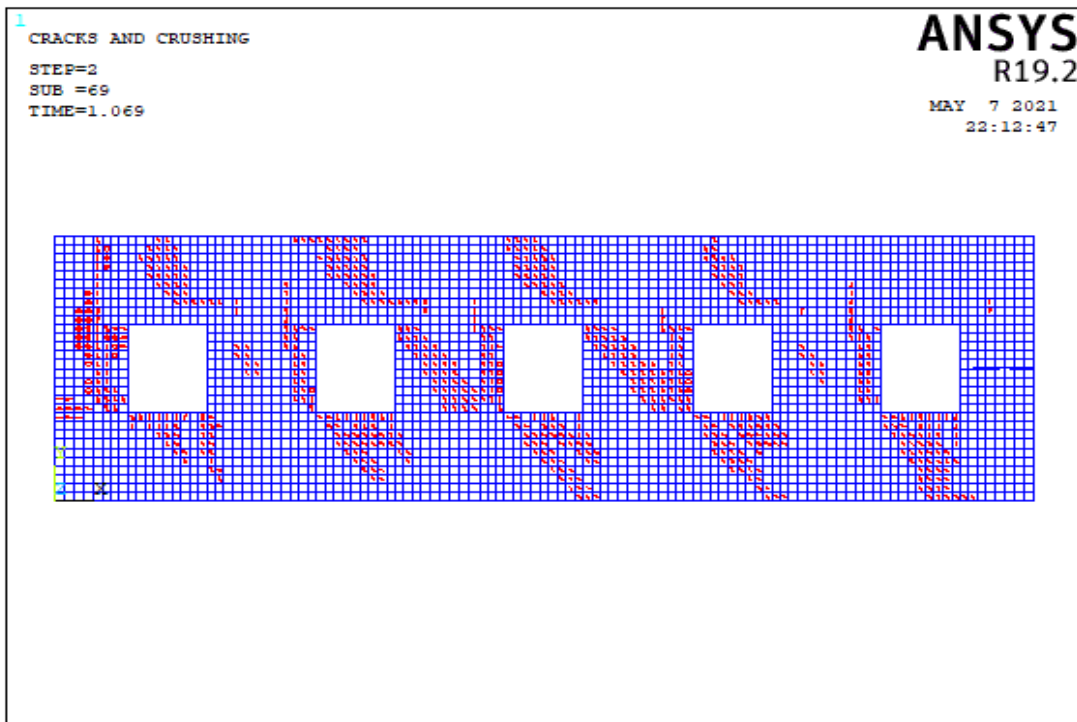 1
CRACKS AND CRUSHING
STEP=2
SUB =69
TIME=1.069
ANSYS
R19.2
MAY  7 2021
22:12:47
Y
Z X